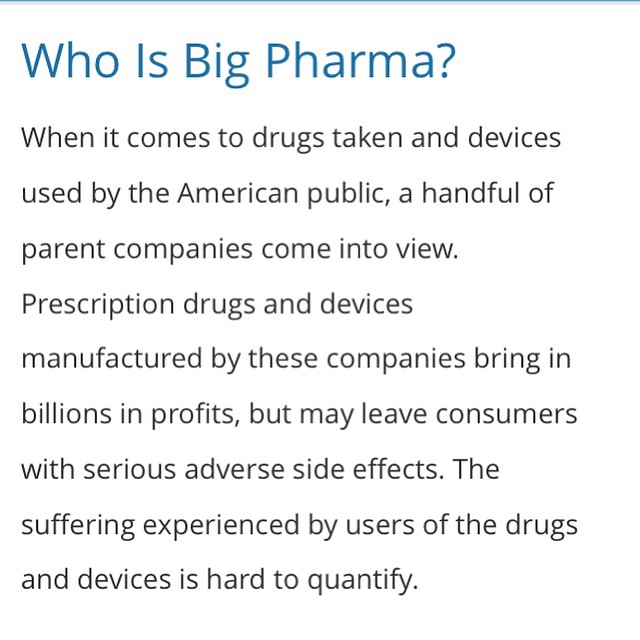 Who Is Big Pharma?
When it comes to drugs taken and devices
used by the American public, a handful of
parent companies come into view.
Prescription drugs and devices
manufactured by these companies bring in
billions in profits, but may leave consumers
with serious adverse side effects. The
suffering experienced by users of the drugs
and devices is hard to quantify.